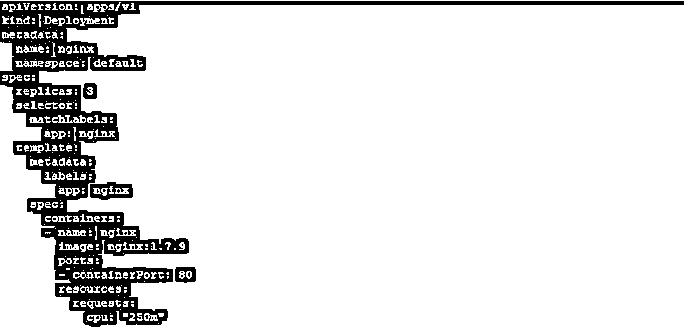 apiVersion: apps/v1
kind: Deployment
metadata:
  name: nginx
  namespace: default
spec:
  replicas: 3
  selector:
    matchLabels:
      app: nginx
  template:
    metadata:
      labels:
        app: nginx
    spec:
      containers:
      - name: nginx
        image: nginx:1.7.9
        ports:
        - containerPort: 80
        resources:
          requests:
            cpu: "250m"